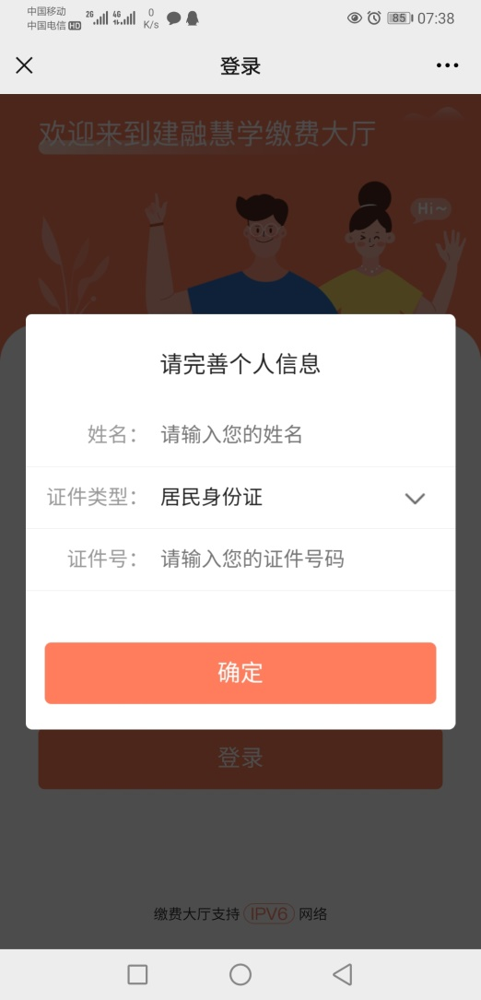 中国移动
中国电信 HD
2G 4G 0 K/s
85 07:38
登录
欢迎来到建融慧学缴费大厅
Hi~
请完善个人信息
姓名： 请输入您的姓名
证件类型： 居民身份证
证件号： 请输入您的证件号码
确定
登录
缴费大厅支持 IPV6 网络